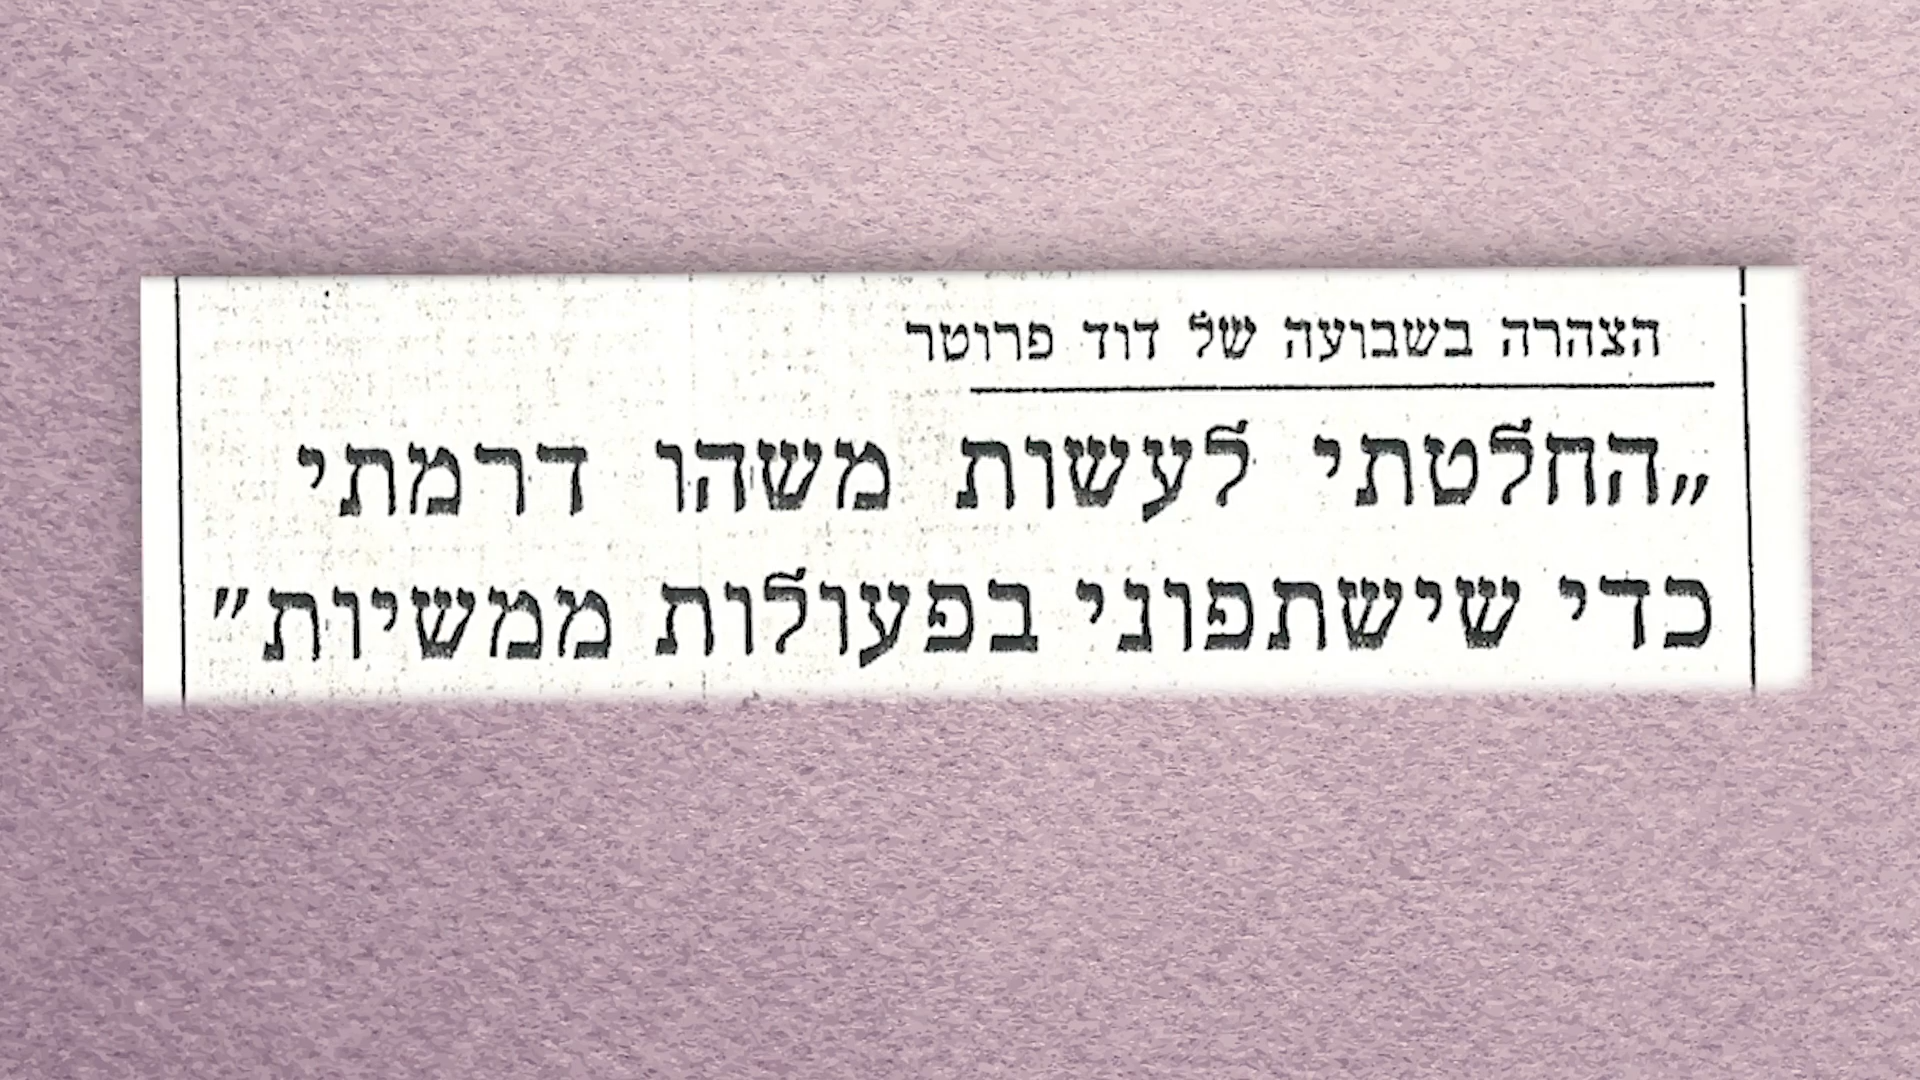 הצהרה בשבועה של דוד פרוטר
„החלטתי לעשות משהו דרמתי
כדי שישתפוני בפעולות ממשיות"